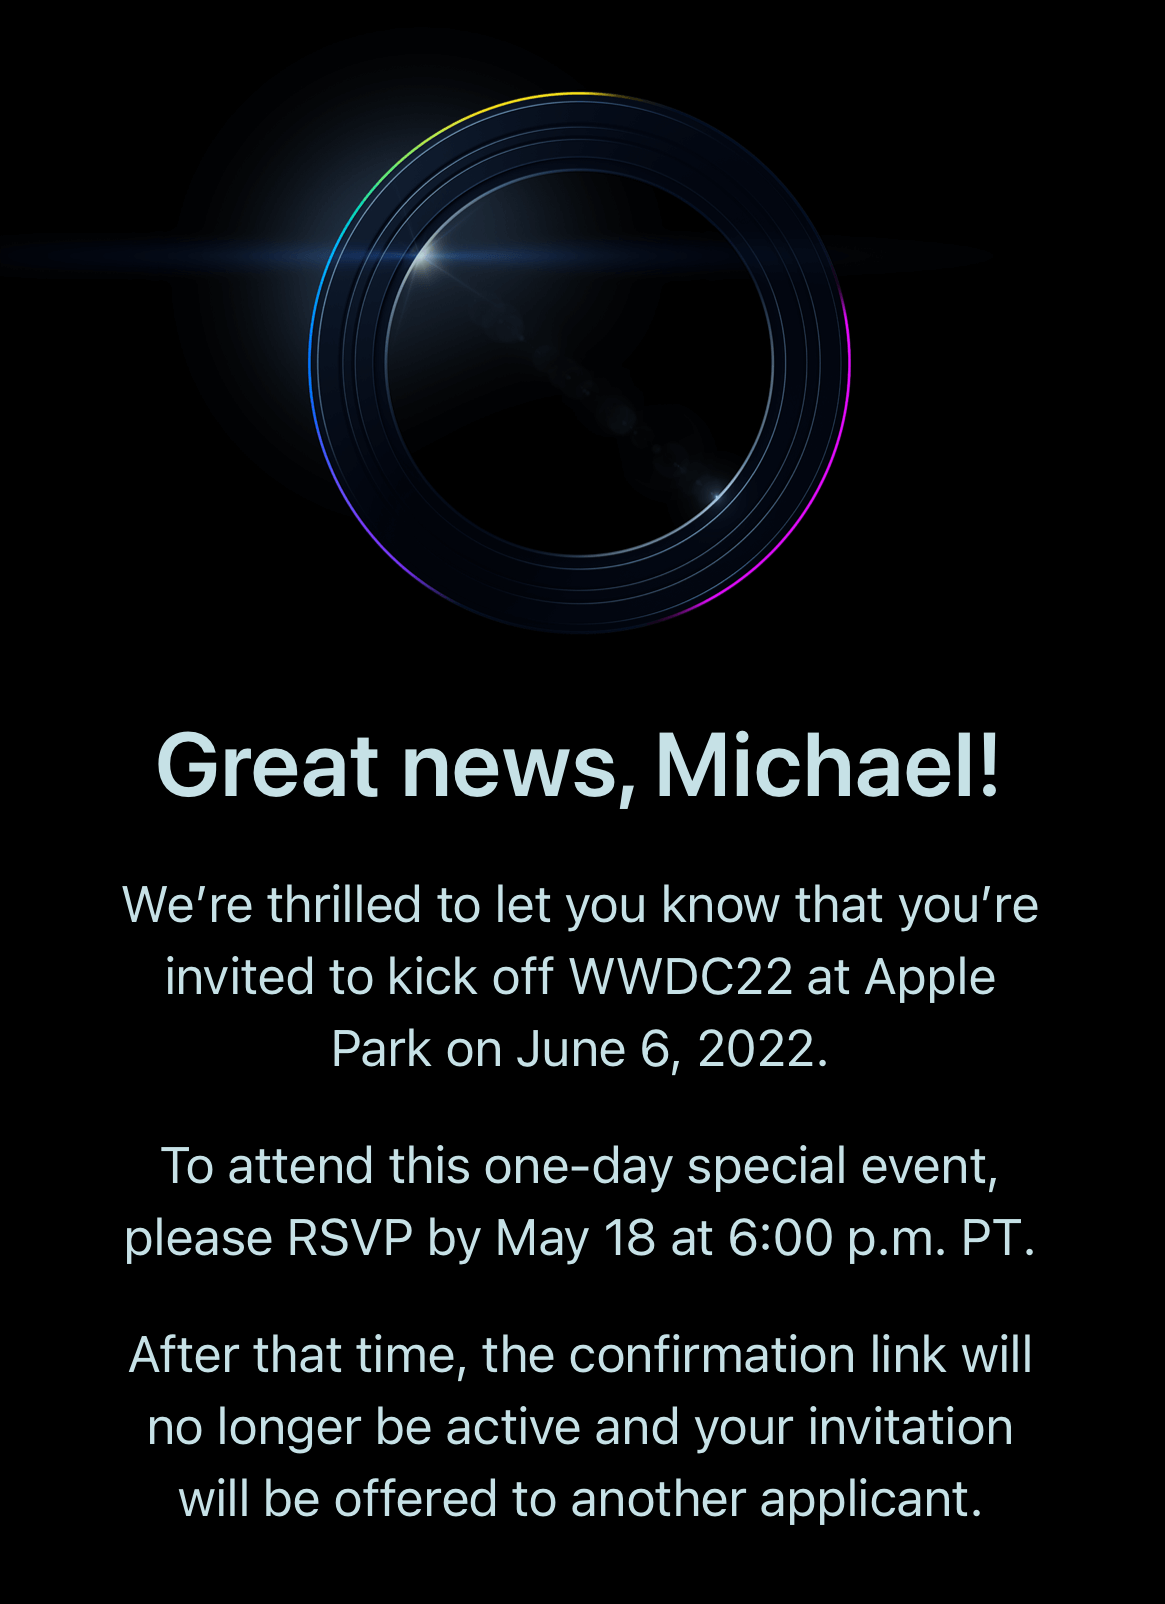 Great news, Michael!
We’re thrilled to let you know that you’re
invited to kick off WWDC22 at Apple
Park on June 6, 2022.
To attend this one-day special event,
please RSVP by May 18 at 6:00 p.m. PT.
After that time, the confirmation link will
no longer be active and your invitation
will be offered to another applicant.